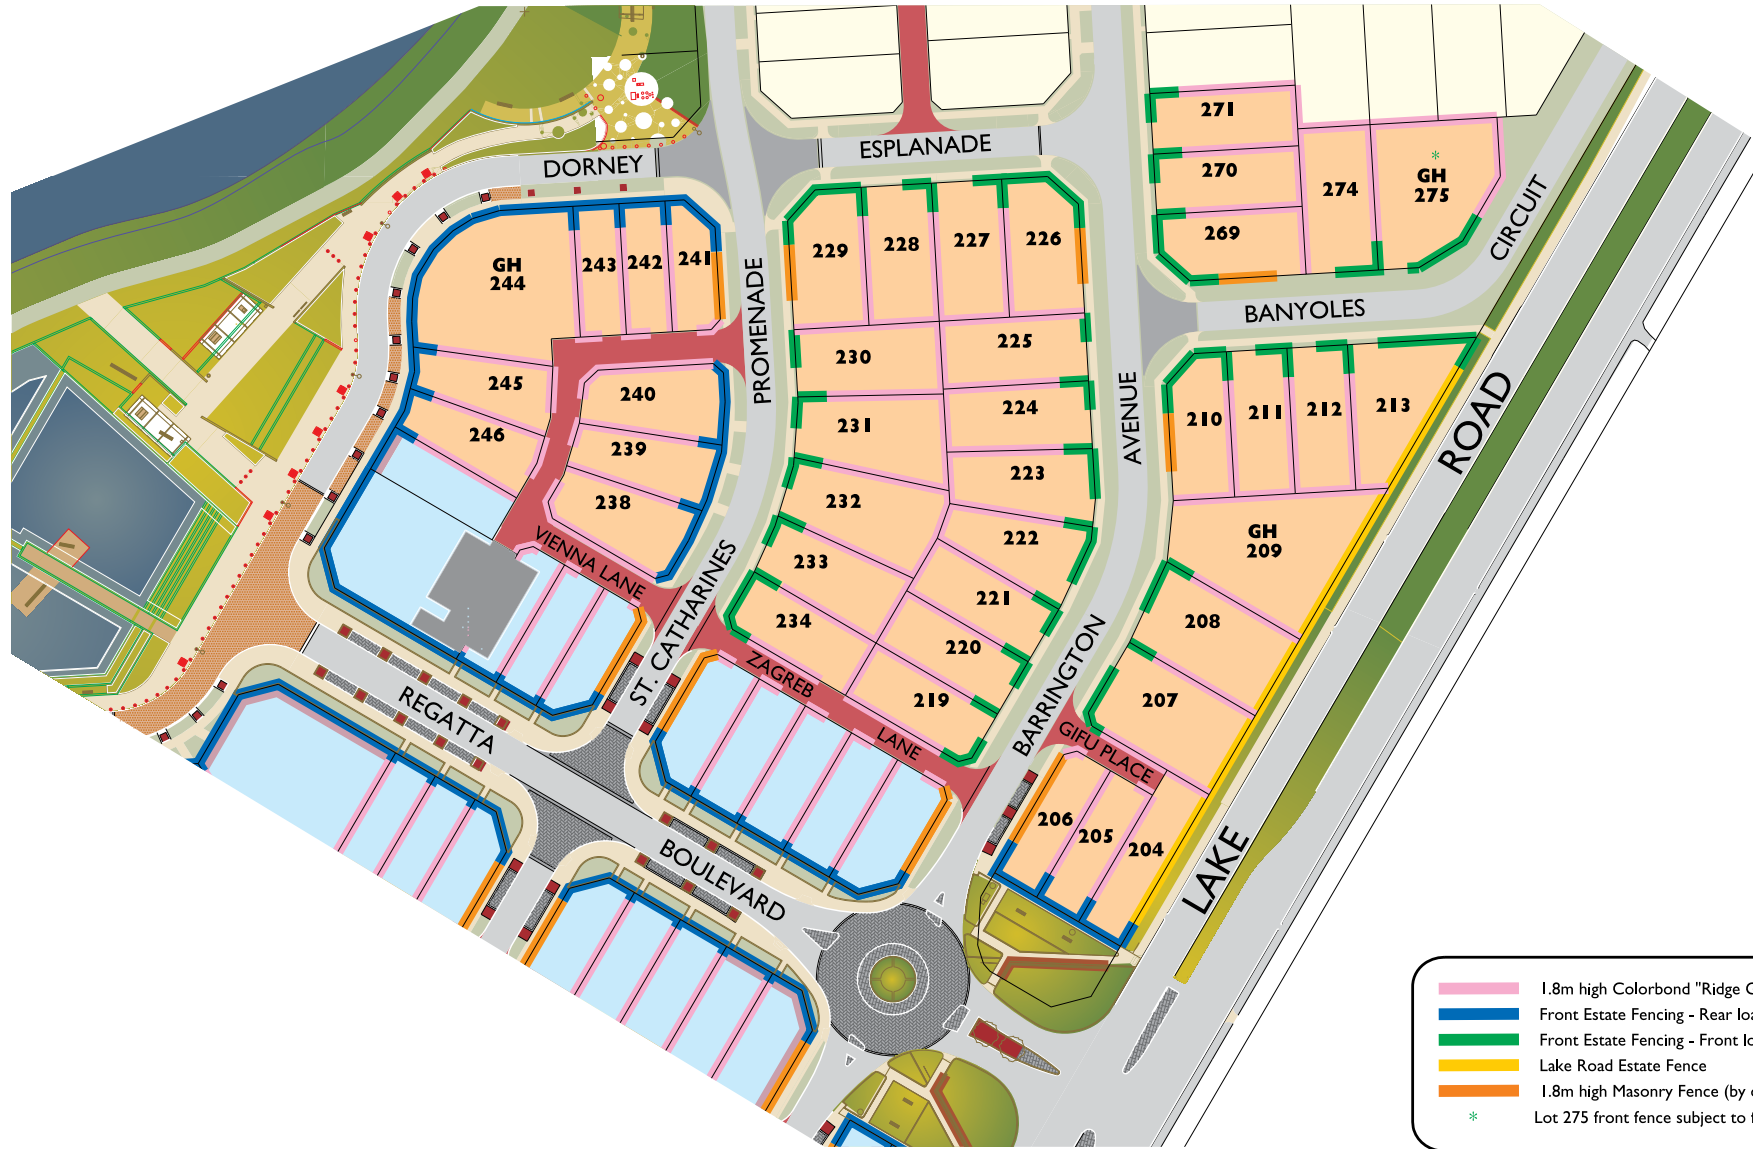 271
ESPLANADE
DORNEY
270
274
GH
275
*
269
CIRCUIT
229
228
227
226
GH
244
243
242
241
PROMENADE
BANYOLES
225
230
245
240
224
AVENUE
210
211
212
213
ROAD
246
239
231
223
238
232
222
GH
209
VIENNA LANE
233
221
234
220
208
ST. CATHARINES
ZAGREB
LANE
219
BARRINGTON
207
GIFU PLACE
REGATTA
BOULEVARD
206
205
204
LAKE
1.8m high Colorbond "Ridge
Front Estate Fencing - Rear
Front Estate Fencing - Front
Lake Road Estate Fence
1.8m high Masonry Fence (by
* Lot 275 front fence subject to